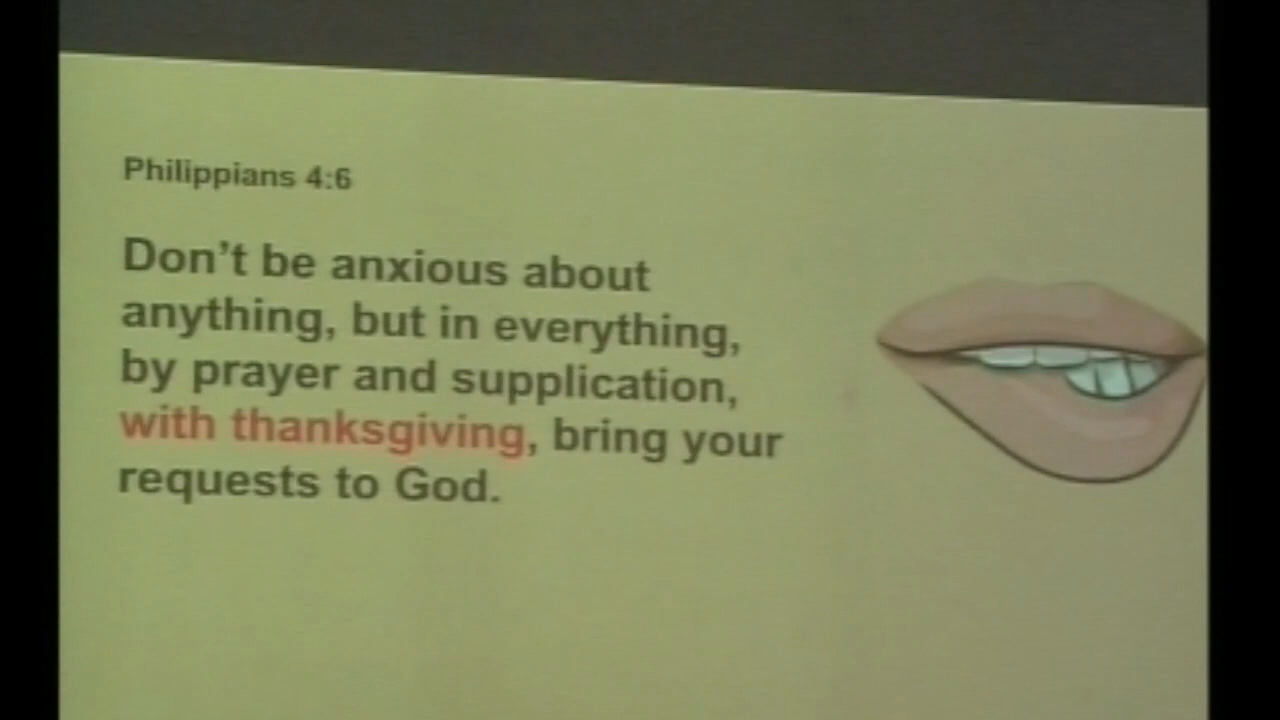 Philippians 4:6
Don't be anxious about
anything, but in everything,
by prayer and supplication,
with thanksgiving, bring your
requests to God.